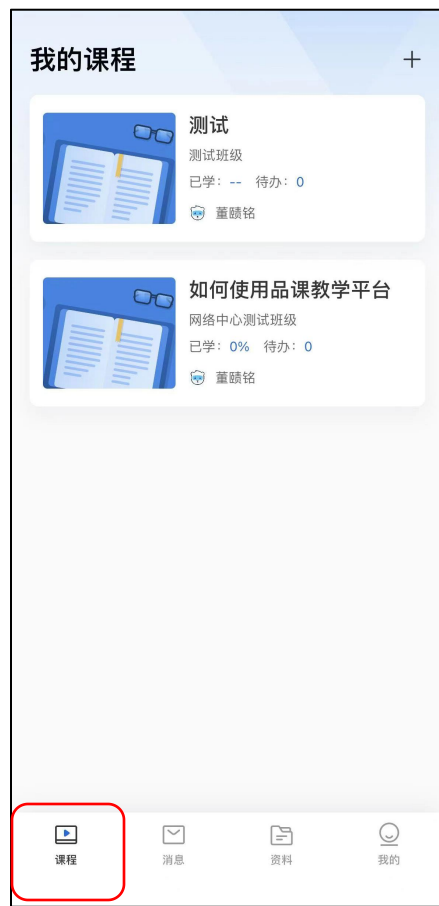 我的课程
测试
测试班级
已学： -- 待办： 0
董赜铭
如何使用品课教学平台
网络中心测试班级
已学： 0% 待办： 0
董赜铭
课程 消息 资料 我的